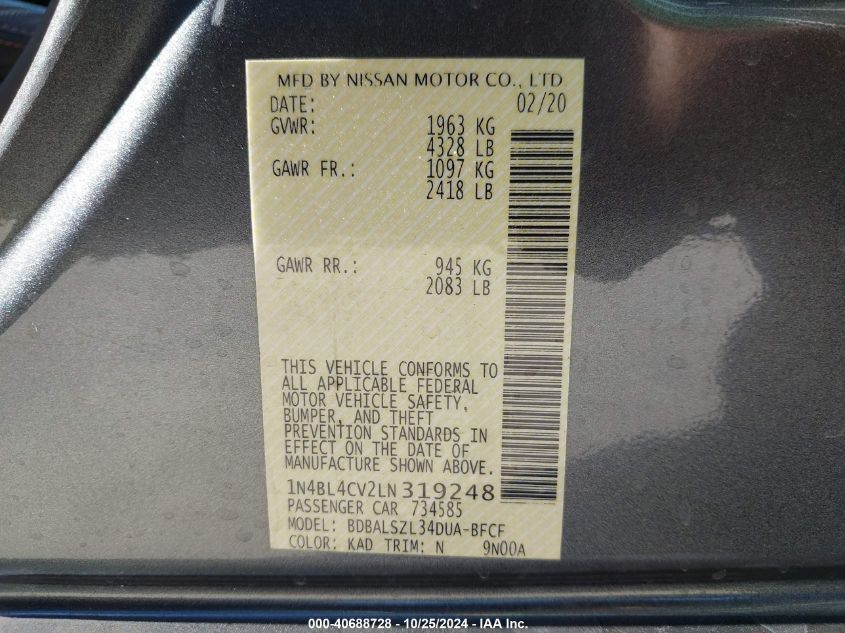 MFD BY NISSAN MOTOR CO., LTD
DATE: 02/20
GVWR: 1963 KG
4328 LB
GAWR FR.: 1097 KG
2418 LB
GAWR RR.: 945 KG
2083 LB
THIS VEHICLE CONFORMS TO
ALL APPLICABLE FEDERAL
MOTOR VEHICLE SAFETY,
BUMPER, AND THEFT
PREVENTION STANDARDS IN
EFFECT ON THE DATE OF
MANUFACTURE SHOWN ABOVE.
1N4BL4CV2LN319248
PASSENGER CAR 734585
MODEL: BDBALSZL34DUA-BFCF
COLOR: KAD TRIM: N 9N00A
000-40688728 - 10/25/2024 - IAA Inc.